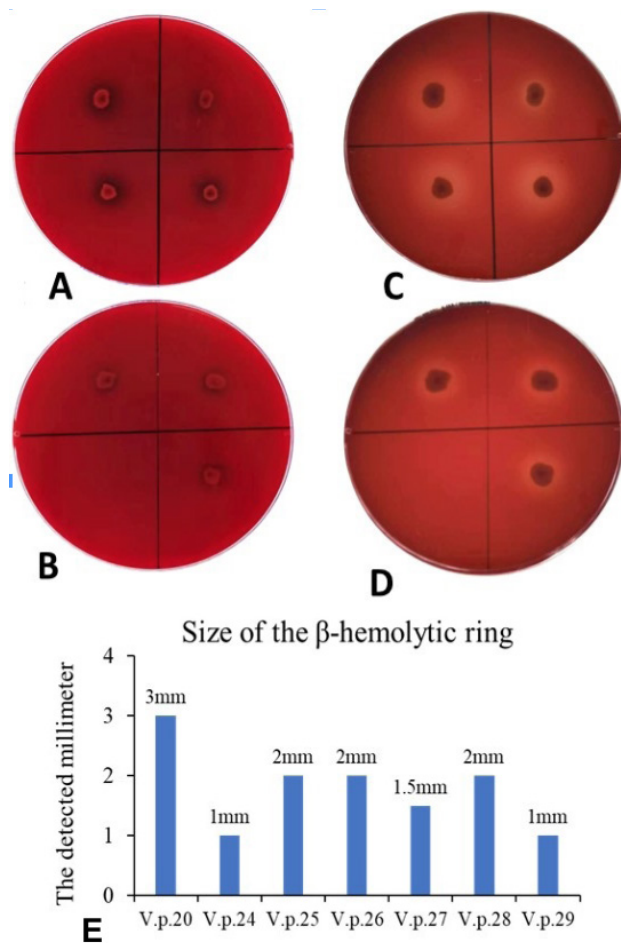 A
C
B
D
Size of the β-hemolytic ring
The detected millimeter
4
3
2
1
0
3mm
1mm
2mm
2mm
1.5mm
2mm
1mm
V.p.20 V.p.24 V.p.25 V.p.26 V.p.27 V.p.28 V.p.29
E